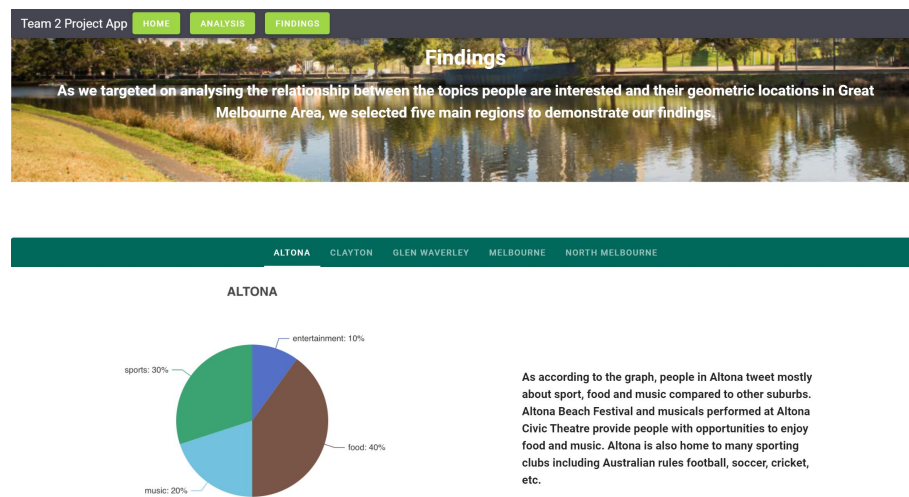 Team 2 Project App HOME ANALYSIS FINDINGS
Findings
As we targeted on analysing the relationship between the topics people are interested and their geometric locations in Great
Melbourne Area, we selected five main regions to demonstrate our findings.
ALTONA CLAYTON GLEN WAVERLEY MELBOURNE NORTH MELBOURNE
ALTONA
entertainment: 10%
sports: 30%
food: 40%
music: 20%
As according to the graph, people in Altona tweet mostly
about sport, food and music compared to other suburbs.
Altona Beach Festival and musicals performed at Altona
Civic Theatre provide people with opportunities to enjoy
food and music. Altona is also home to many sporting
clubs including Australian rules football, soccer, cricket,
etc.